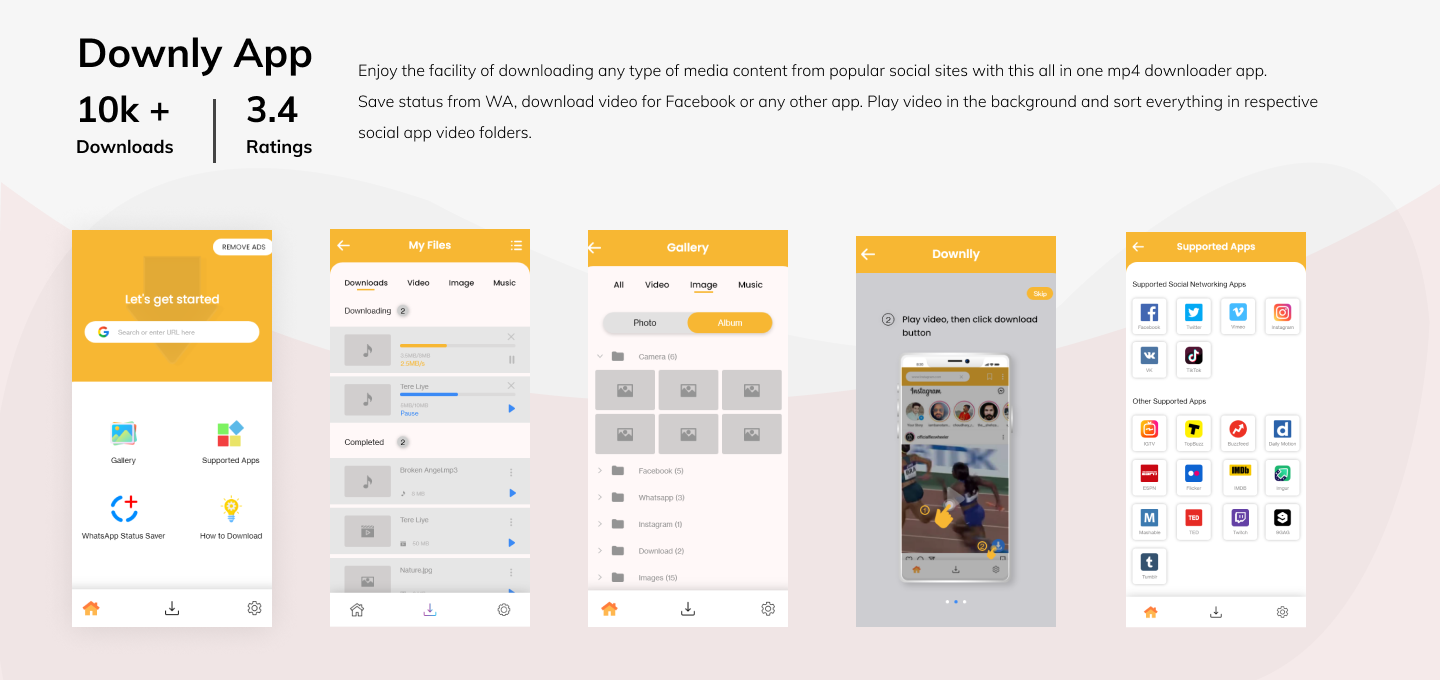 Downly App
10k +
Downloads
3.4
Ratings
Enjoy the facility of downloading any type of media content from popular social sites with this all in one mp4 downloader app.
Save status from WA, download video for Facebook or any other app. Play video in the background and sort everything in respective
social app video folders.
REMOVE ADS
Let's get started
Search or enter URL here
Gallery
Supported Apps
WhatsApp Status Saver
How to Download
My Files
Downloads Video Image Music
Downloading 2
2.5MB/s
Tere Liye
Pause
Completed 2
Broken Angel.mp3
5 MB
Tere Liye
50 MB
Nature.jpg
Gallery
All Video Image Music
Photo Album
Camera (6)
Facebook (5)
Whatsapp (3)
Instagram (1)
Download (2)
Images (15)
Downlly
Skip
2 Play video, then click download
button
Instagram
1
2
Supported Apps
Supported Social Networking Apps
Facebook Twitter Vimeo Instagram
VK TikTok
Other Supported Apps
IGTV TopBuzz Buzzfeed Daily Motion
ESPN IMDb
ESPN Flicker IMDB Imgur
M TED
Mashable TED Twitch 9GAG
Tumblr